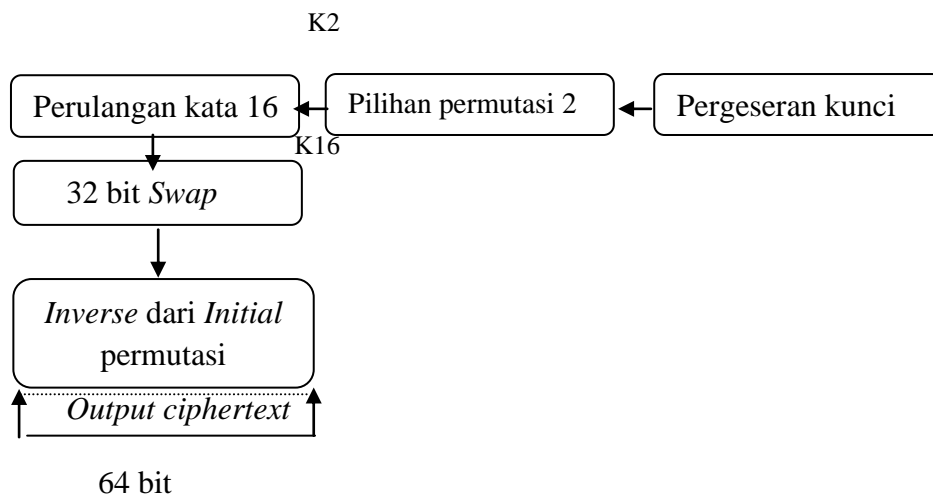 K2
Perulangan kata 16
Pilihan permutasi 2
Pergeseran kunci
K16
32 bit Swap
Inverse dari Initial
permutasi
Output ciphertext
64 bit